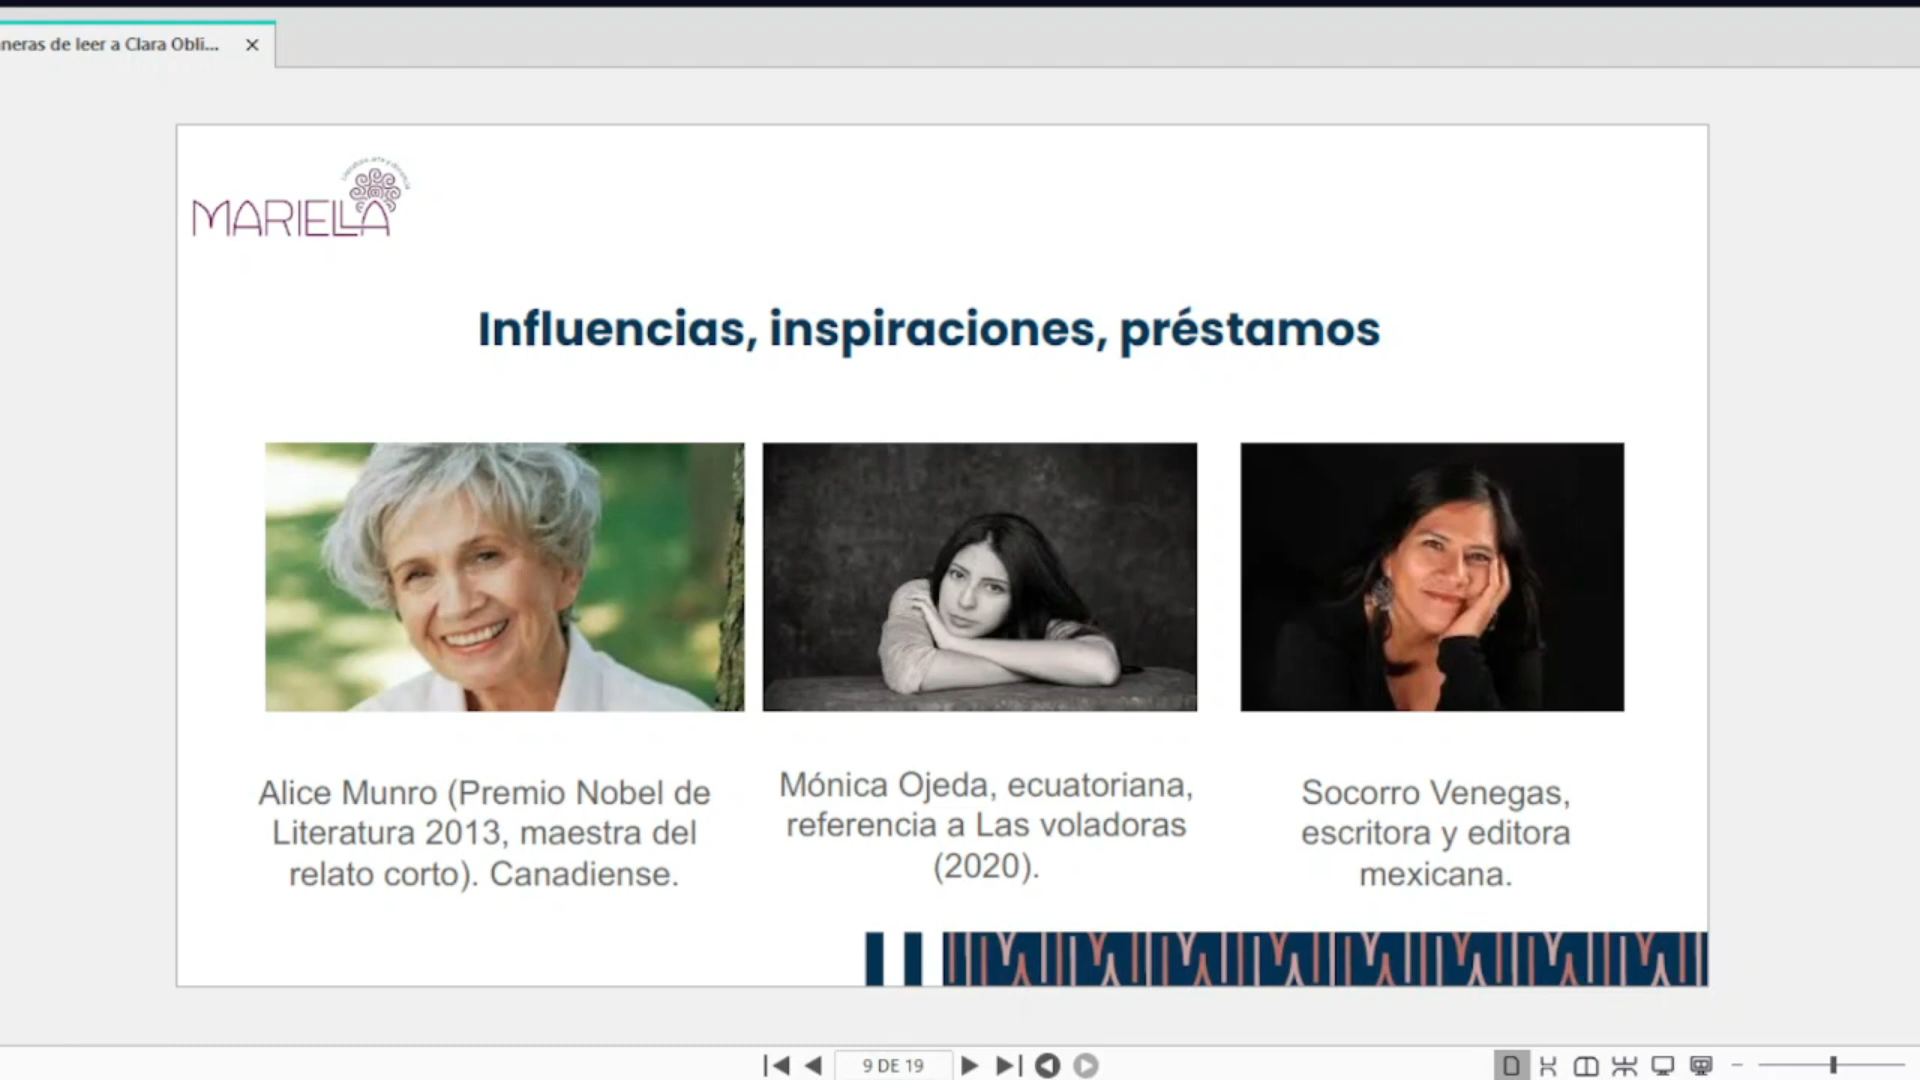 neras de leer a Clara Obli...
MARIELLA
Influencias, inspiraciones, préstamos
Alice Munro (Premio Nobel de
Literatura 2013, maestra del
relato corto). Canadiense.
Mónica Ojeda, ecuatoriana,
referencia a Las voladoras
(2020).
Socorro Venegas,
escritora y editora
mexicana.
9 DE 19